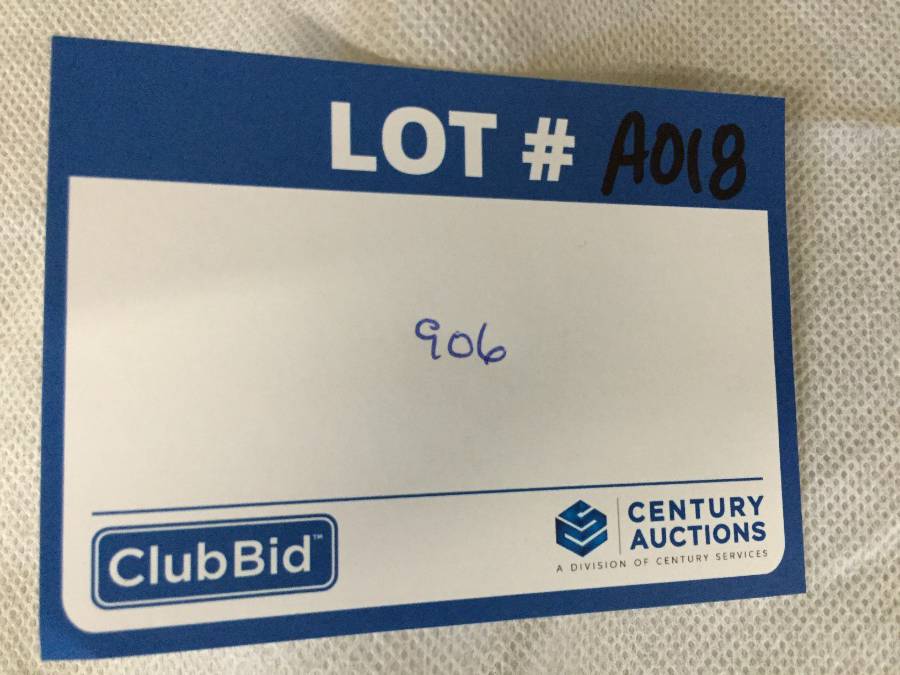 LOT # A018
906
ClubBid™
CENTURY
AUCTIONS
A DIVISION OF CENTURY SERVICES